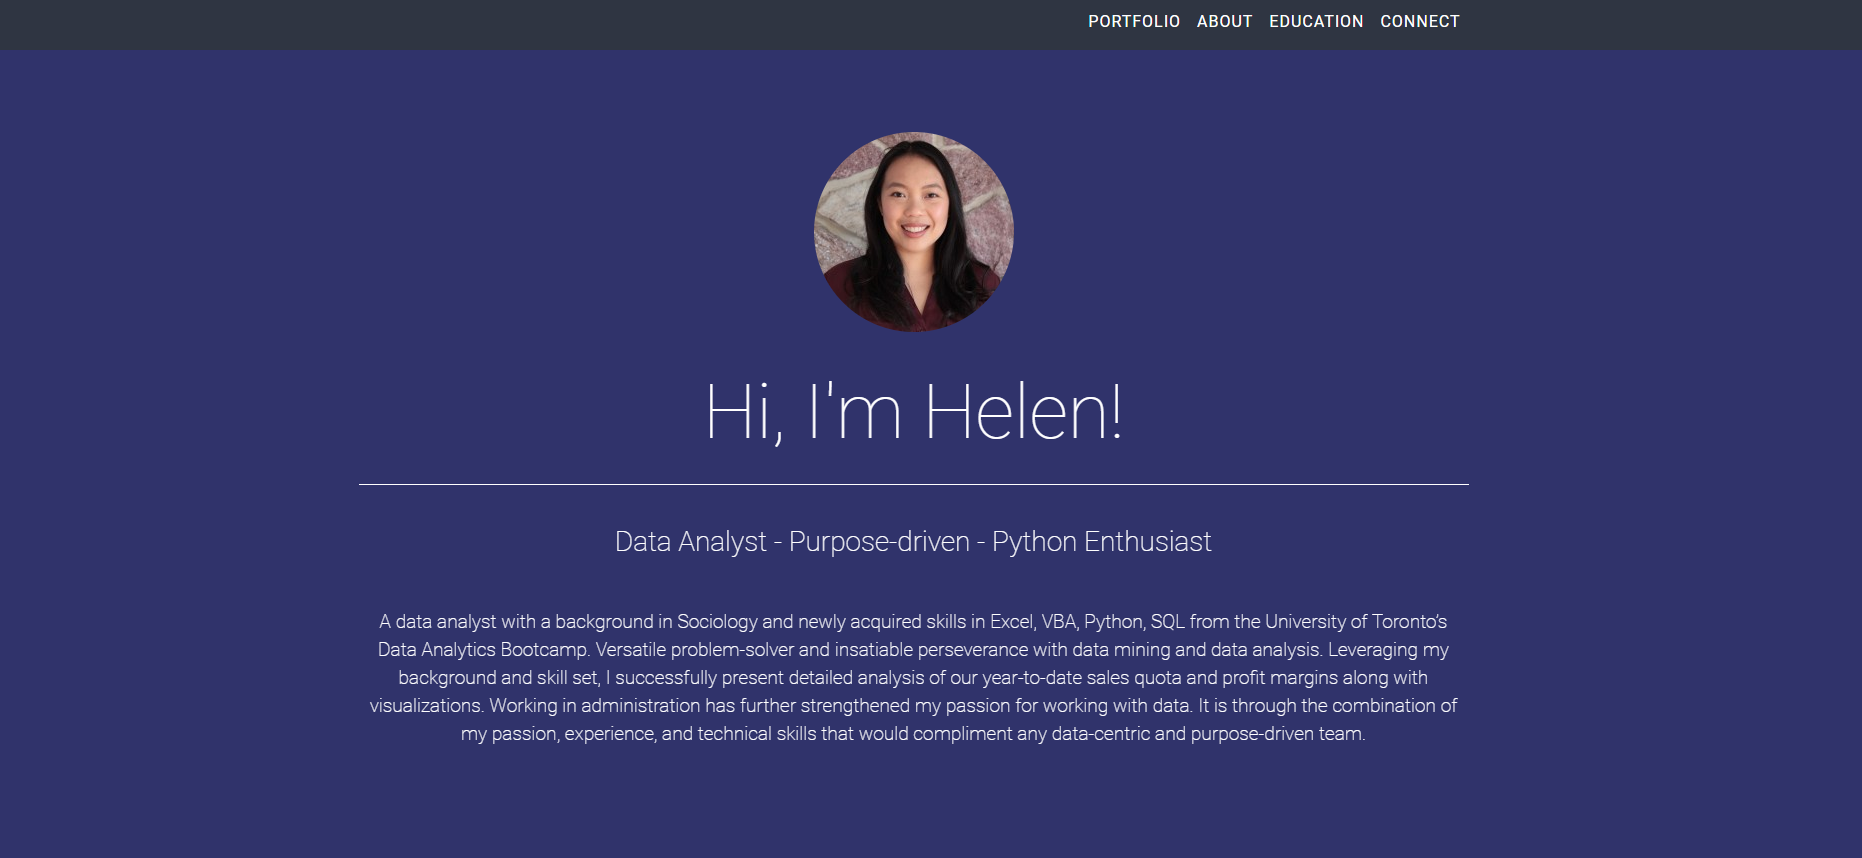 PORTFOLIO ABOUT EDUCATION CONNECT
Hi, I'm Helen!
Data Analyst - Purpose-driven - Python Enthusiast
A data analyst with a background in Sociology and newly acquired skills in Excel, VBA, Python, SQL from the University of Toronto’s
Data Analytics Bootcamp. Versatile problem-solver and insatiable perseverance with data mining and data analysis. Leveraging my
background and skill set, I successfully present detailed analysis of our year-to-date sales quota and profit margins along with
visualizations. Working in administration has further strengthened my passion for working with data. It is through the combination of
my passion, experience, and technical skills that would compliment any data-centric and purpose-driven team.